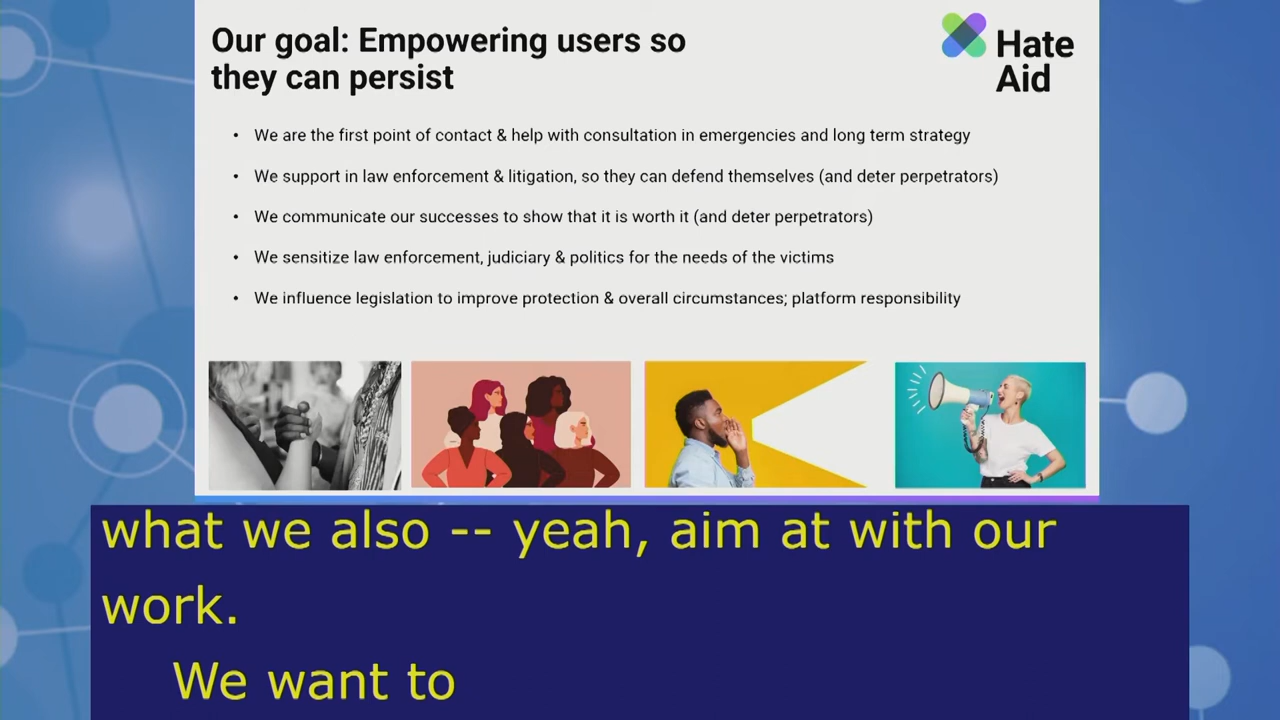 Our goal: Empowering users so
they can persist
Hate
Aid
• We are the first point of contact & help with consultation in emergencies and long term strategy
• We support in law enforcement & litigation, so they can defend themselves (and deter perpetrators)
• We communicate our successes to show that it is worth it (and deter perpetrators)
• We sensitize law enforcement, judiciary & politics for the needs of the victims
• We influence legislation to improve protection & overall circumstances; platform responsibility
what we also -- yeah, aim at with our
work.
We want to